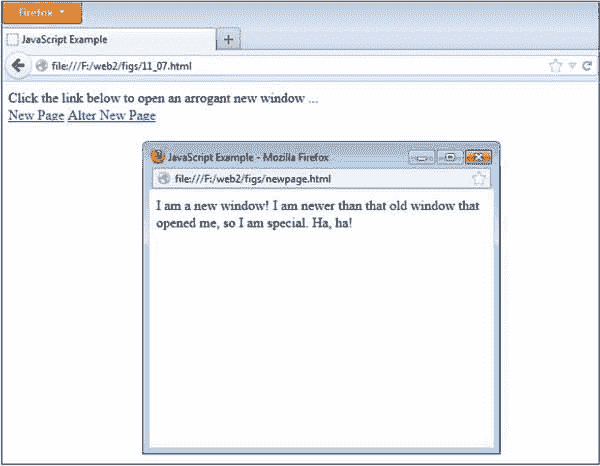 Firefox
JavaScript Example
file:///F:/web2/figs/11_07.html
Click the link below to open an arrogant new window ...
New Page Alter New Page
JavaScript Example - Mozilla Firefox
file:///F:/web2/figs/newpage.html
I am a new window! I am newer than that old window that
opened me, so I am special. Ha, ha!